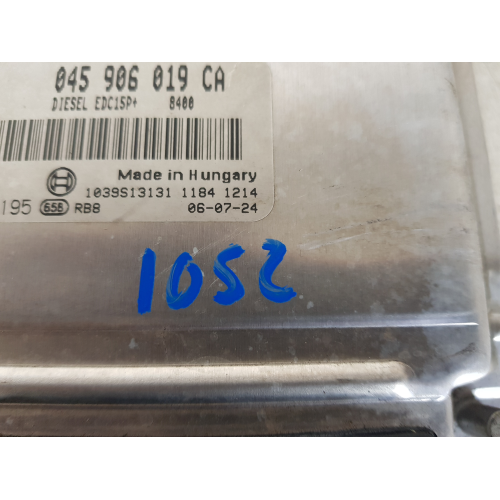 045 906 019 CA
DIESEL EDC15P+ 8400
Made in Hungary
1039S13131 1184 1214
195 658 RB8 06-07-24
1052